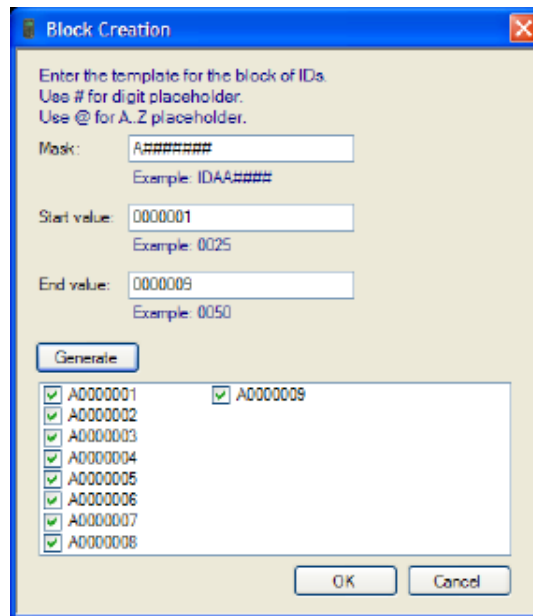 Block Creation
Enter the template for the block of IDs.
Use # for digit placeholder.
Use @ for A..Z placeholder.
Mask: A#######
Example: IDAA####
Start value: 0000001
Example: 0025
End value: 0000009
Example: 0050
Generate
A0000001 A0000009
A0000002
A0000003
A0000004
A0000005
A0000006
A0000007
A0000008
OK Cancel